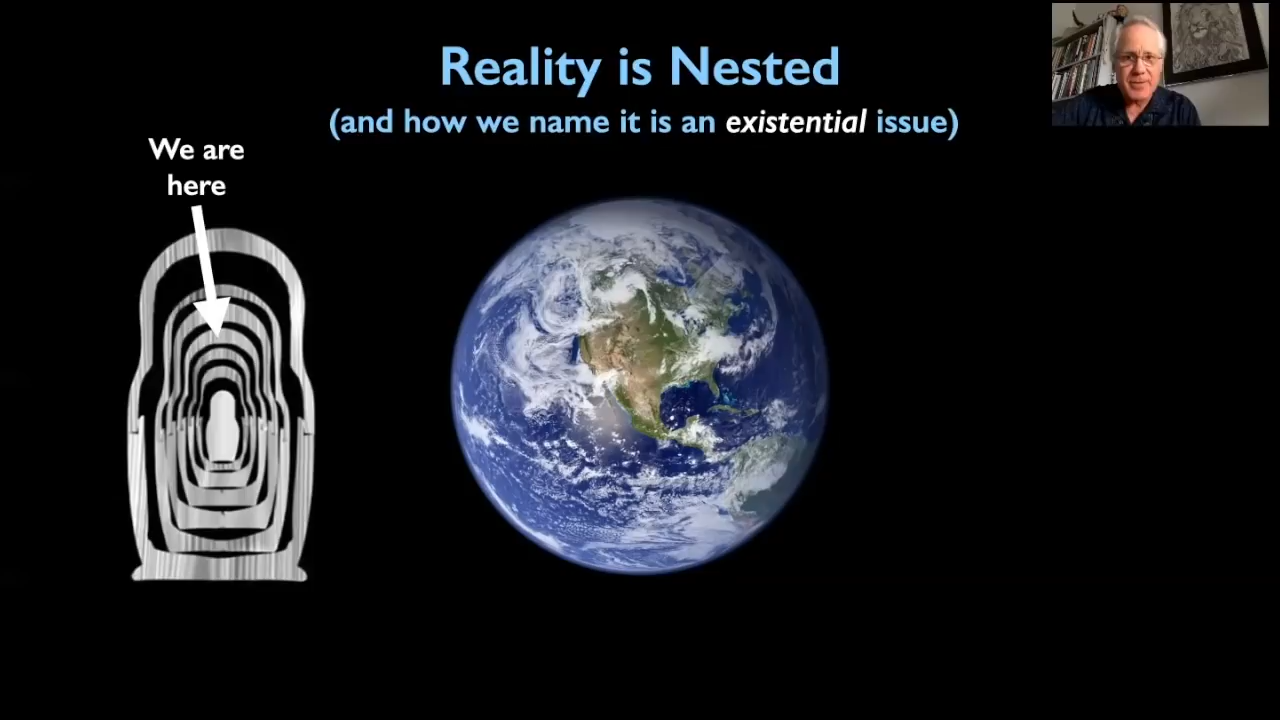 Reality is Nested
(and how we name it is an existential issue)
We are
here